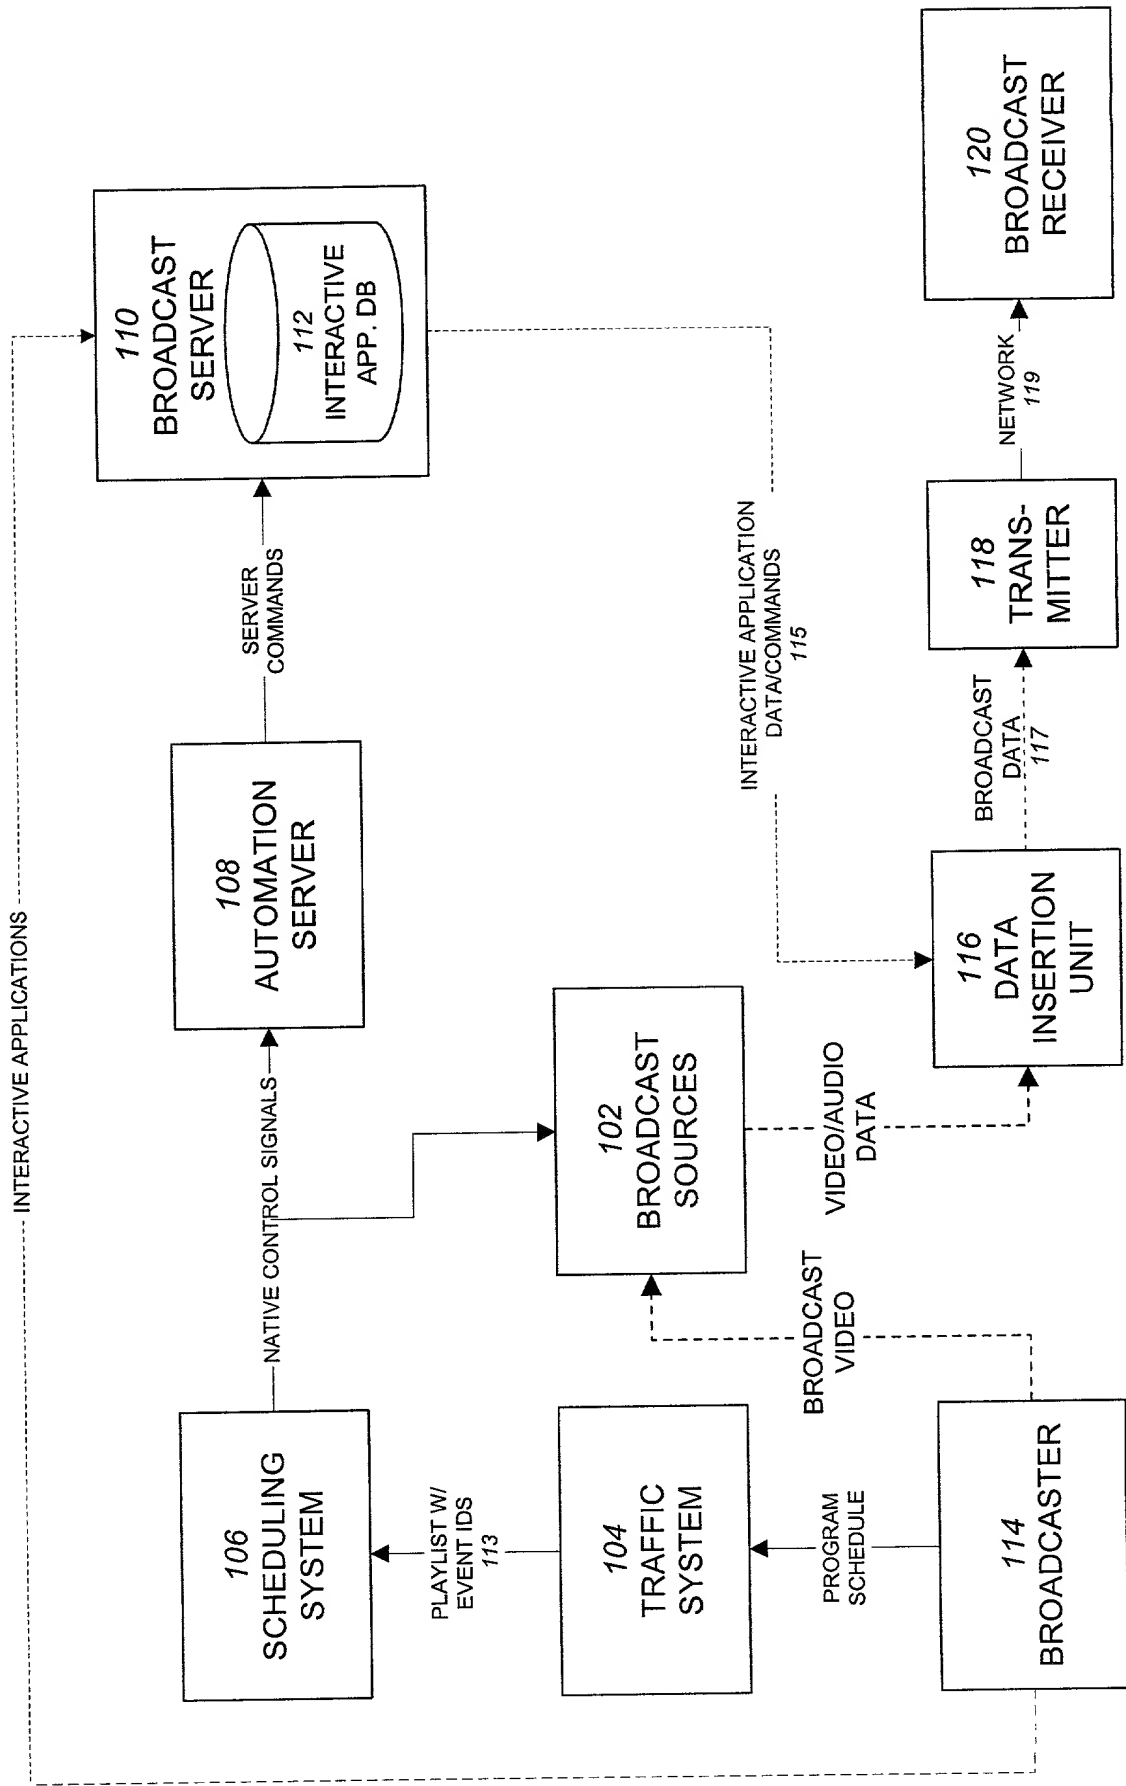 INTERACTIVE APPLICATIONS
106
SCHEDULING
SYSTEM
NATIVE CONTROL SIGNALS
108
AUTOMATION
SERVER
SERVER
COMMANDS
110
BROADCAST
SERVER
112
INTERACTIVE
APP. DB
PLAYLIST W/
EVENT IDS
113
104
TRAFFIC
SYSTEM
102
BROADCAST
SOURCES
INTERACTIVE APPLICATION
DATA/COMMANDS
115
PROGRAM
SCHEDULE
BROADCAST
VIDEO
VIDEO/AUDIO
DATA
114
BROADCASTER
116
DATA
INSERTION
UNIT
BROADCAST
DATA
117
118
TRANS-
MITTER
NETWORK
119
120
BROADCAST
RECEIVER